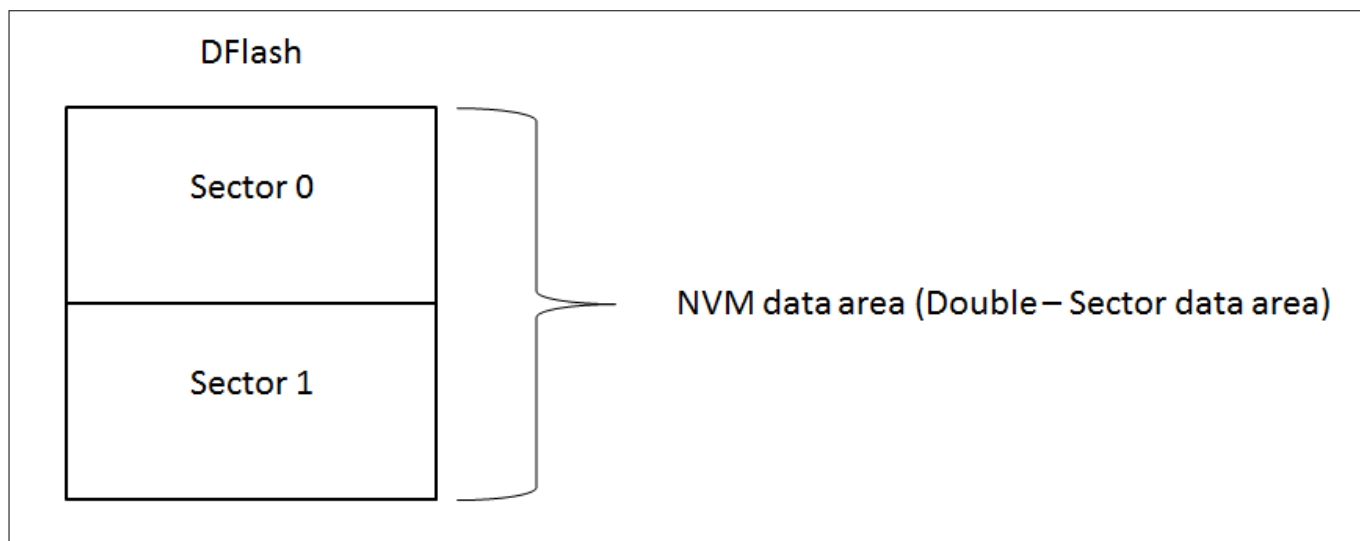 DFlash
Sector 0
NVM data area (Double – Sector data area)
Sector 1